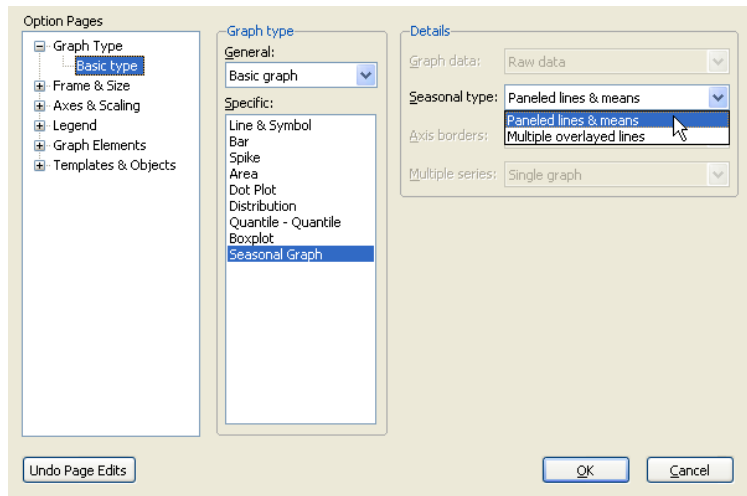 Option Pages
Graph Type
Basic type
Frame & Size
Axes & Scaling
Legend
Graph Elements
Templates & Objects
Graph type
General:
Basic graph
Specific:
Line & Symbol
Bar
Spike
Area
Dot Plot
Distribution
Quantile - Quantile
Boxplot
Seasonal Graph
Details
Graph data: Raw data
Seasonal type: Paneled lines & means
Paneled lines & means
Multiple overlayed lines
Axis borders:
Multiple series: Single graph
Undo Page Edits
OK
Cancel